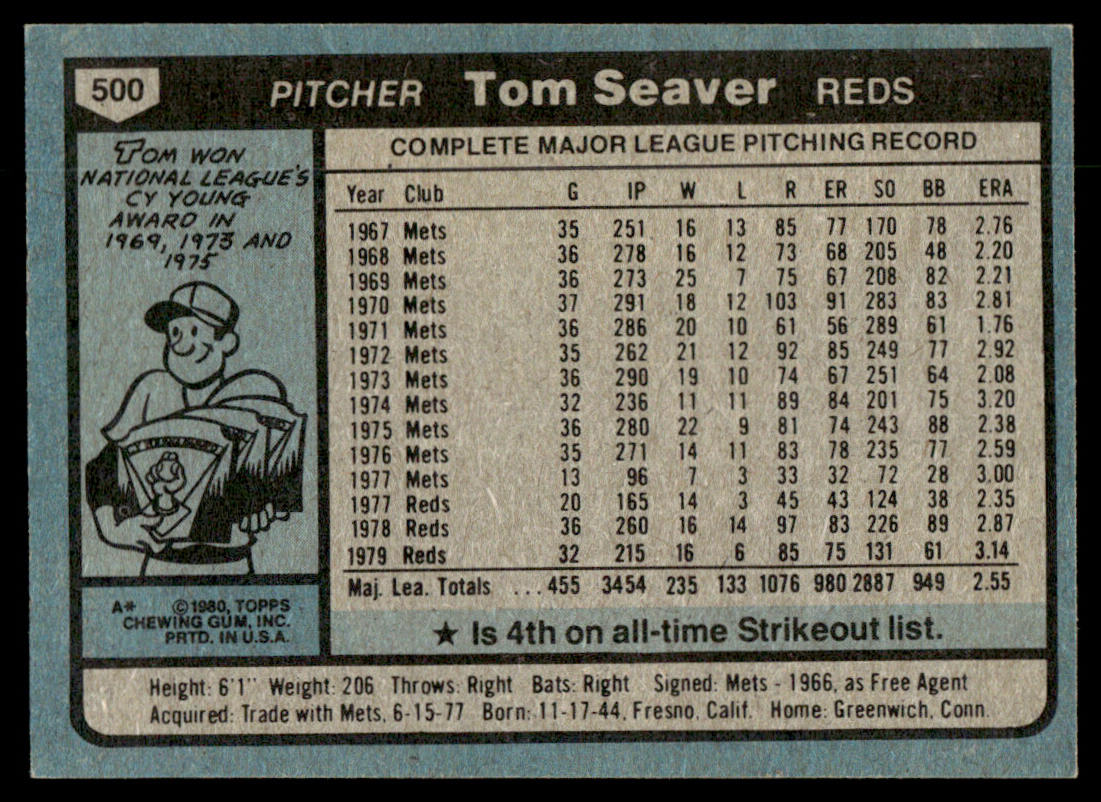 500 PITCHER Tom Seaver REDS
TOM WON
NATIONAL LEAGUE'S
CY YOUNG
AWARD IN
1969, 1973 AND
1975
CY YOUNG AWARD
A* ©1980, TOPPS
CHEWING GUM, INC.
PRTD. IN U.S.A.
COMPLETE MAJOR LEAGUE PITCHING RECORD
Year Club G IP W L R ER SO BB ERA
1967 Mets 35 251 16 13 85 77 170 78 2.76
1968 Mets 36 278 16 12 73 68 205 48 2.20
1969 Mets 36 273 25 7 75 67 208 82 2.21
1970 Mets 37 291 18 12 103 91 283 83 2.81
1971 Mets 36 286 20 10 61 56 289 61 1.76
1972 Mets 35 262 21 12 92 85 249 77 2.92
1973 Mets 36 290 19 10 74 67 251 64 2.08
1974 Mets 32 236 11 11 89 84 201 75 3.20
1975 Mets 36 280 22 9 81 74 243 88 2.38
1976 Mets 35 271 14 11 83 78 235 77 2.59
1977 Mets 13 96 7 3 33 32 72 28 3.00
1977 Reds 20 165 14 3 45 43 124 38 2.35
1978 Reds 36 260 16 14 97 83 226 89 2.87
1979 Reds 32 215 16 6 85 75 131 61 3.14
Maj. Lea. Totals ...455 3454 235 133 1076 980 2887 949 2.55
★ Is 4th on all-time Strikeout list.
Height: 6'1" Weight: 206 Throws: Right Bats: Right Signed: Mets - 1966, as Free Agent
Acquired: Trade with Mets, 6-15-77 Born: 11-17-44, Fresno, Calif. Home: Greenwich, Conn.